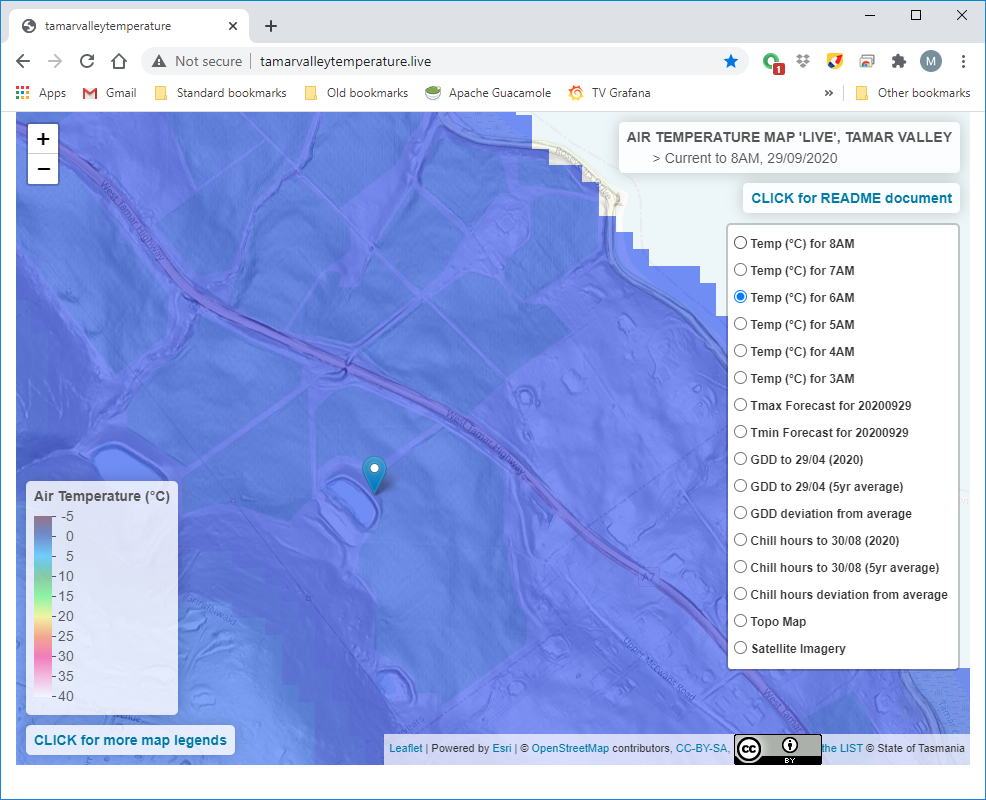 tamarvalleytemperature
Not secure
tamarvalleytemperature.live
M
1
Apps
Gmail
Standard bookmarks
Old bookmarks
Apache Guacamole
TV Grafana
»
Other bookmarks
+
−
AIR TEMPERATURE MAP 'LIVE', TAMAR VALLEY
> Current to 8AM, 29/09/2020
CLICK for README document
Temp (°C) for 8AM
Temp (°C) for 7AM
Temp (°C) for 6AM
Temp (°C) for 5AM
Temp (°C) for 4AM
Temp (°C) for 3AM
Tmax Forecast for 20200929
Tmin Forecast for 20200929
GDD to 29/04 (2020)
GDD to 29/04 (5yr average)
GDD deviation from average
Chill hours to 30/08 (2020)
Chill hours to 30/08 (5yr average)
Chill hours deviation from average
Topo Map
Satellite Imagery
West Tamar Highway
West Tamar Highway
A7
West Tamar
Air Temperature (°C)
-5
0
5
10
15
20
25
30
35
40
CLICK for more map legends
Leaflet | Powered by Esri | © OpenStreetMap contributors, CC-BY-SA, cc BY the LIST © State of Tasmania